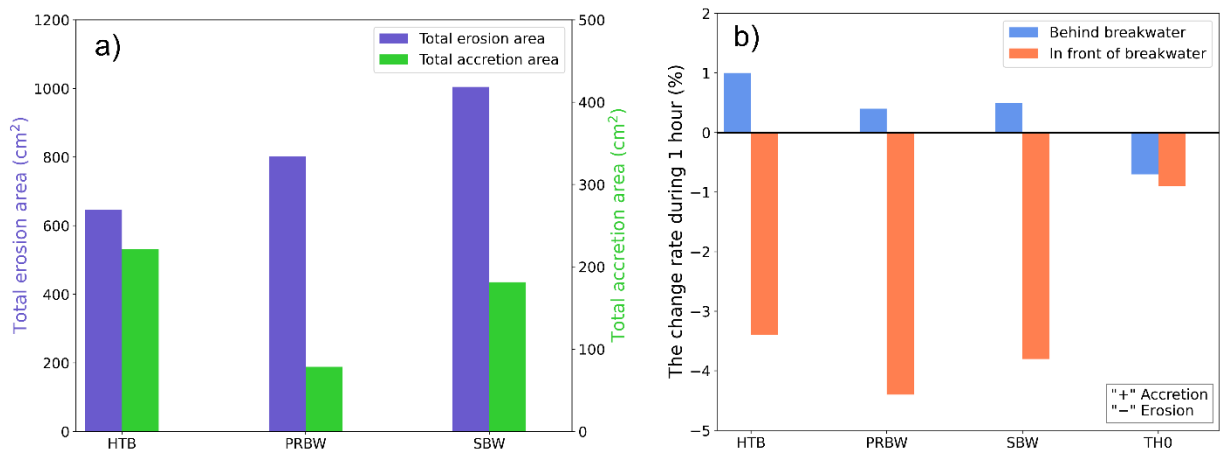 a)
Total erosion area
Total accretion area
Total erosion area (cm²)
1200
1000
800
600
400
200
0
HTB
PRBW
SBW
500
400
300
200
100
0
Total accretion area (cm²)
b)
Behind breakwater
In front of breakwater
The change rate during 1 hour (%)
2
1
0
−1
−2
−3
−4
−5
HTB
PRBW
SBW
TH0
"+" Accretion
"−" Erosion